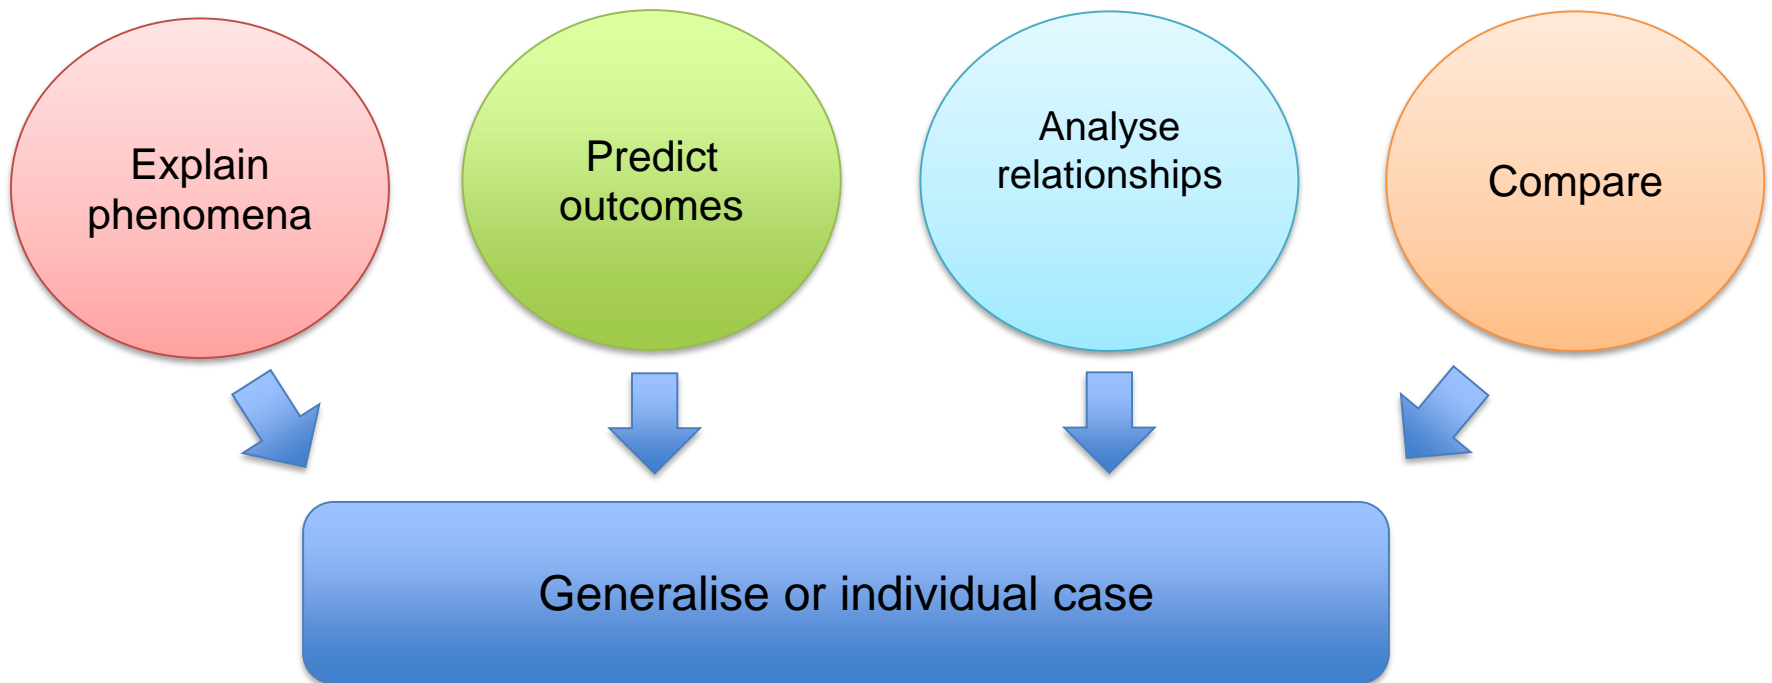 Explain
phenomena
Predict
outcomes
Analyse
relationships
Compare
Generalise or individual case